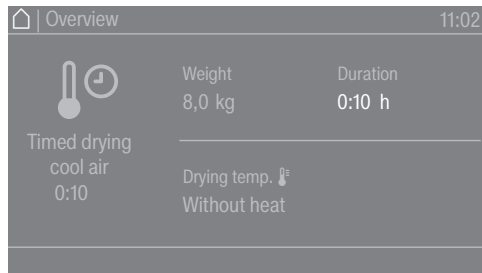 | Overview 11:02
Weight Duration
8,0 kg 0:10 h
Timed drying
cool air
0:10
Drying temp.
Without heat